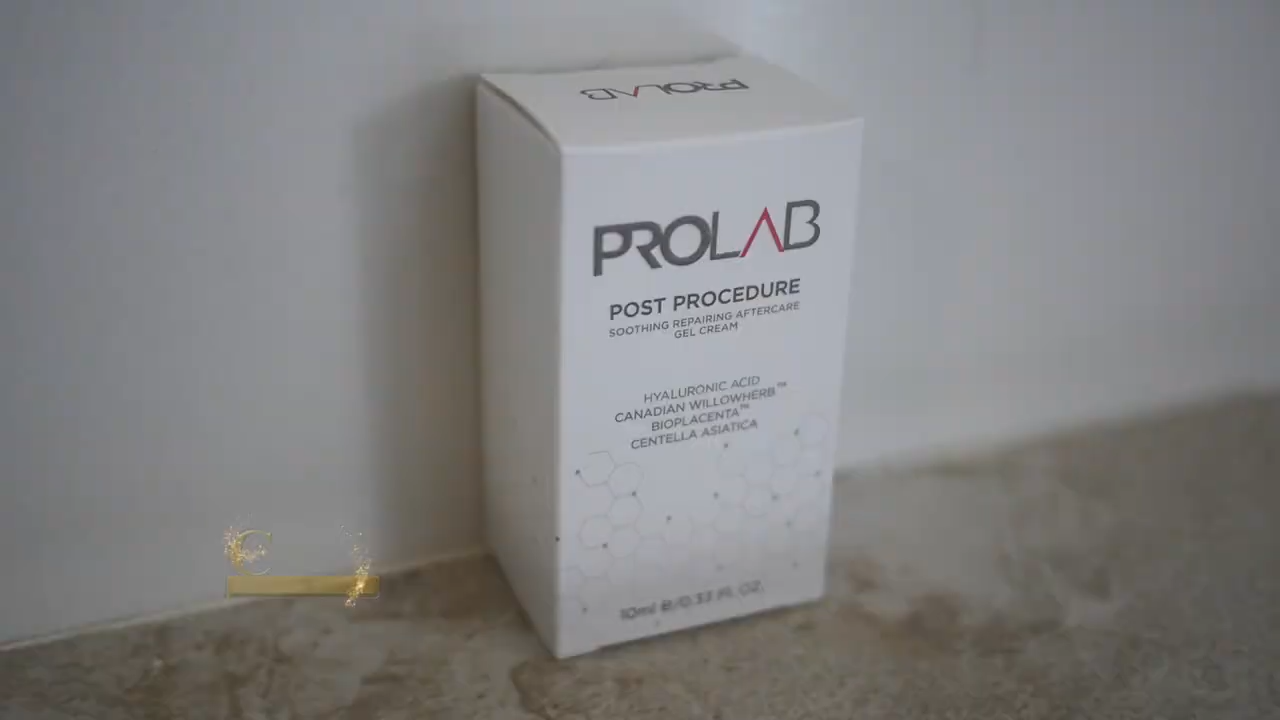 PROLAB
PROLAB
POST PROCEDURE
SOOTHING REPAIRING AFTERCARE
GEL CREAM
HYALURONIC ACID
CANADIAN WILLOWHERB™
BIOPLACENTA™
CENTELLA ASIATICA
10ml ℮/0.33 FL OZ.
C